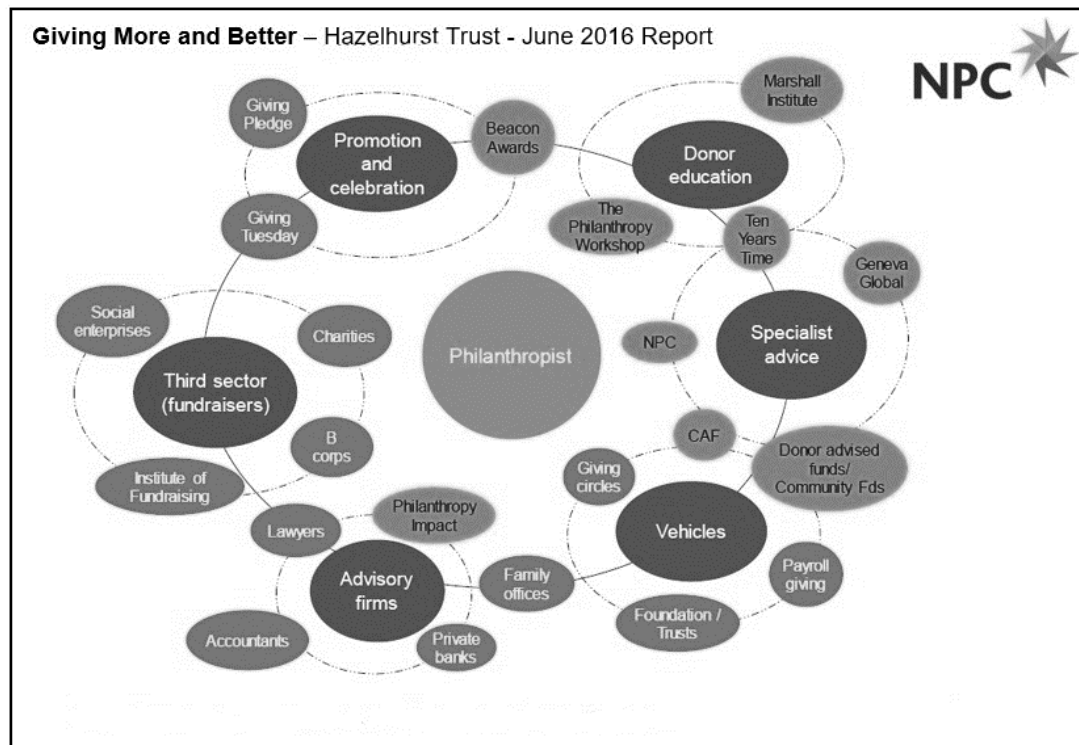 Giving More and Better – Hazelhurst Trust - June 2016 Report
NPC
Giving
Pledge
Promotion
and
celebration
Beacon
Awards
Giving
Tuesday
Marshall
Institute
Donor
education
The
Philanthropy
Workshop
Ten
Years
Time
Geneva
Global
Social
enterprises
Charities
Third sector
(fundraisers)
B
corps
Institute of
Fundraising
Philanthropist
NPC
Specialist
advice
CAF
Donor advised
funds/
Community Fds
Giving
circles
Vehicles
Payroll
giving
Foundation /
Trusts
Lawyers
Philanthropy
Impact
Advisory
firms
Family
offices
Accountants
Private
banks